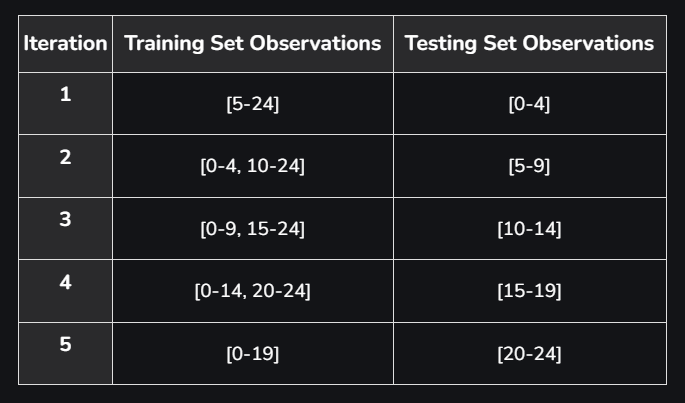 Iteration Training Set Observations Testing Set Observations
1 [5-24] [0-4]
2 [0-4, 10-24] [5-9]
3 [0-9, 15-24] [10-14]
4 [0-14, 20-24] [15-19]
5 [0-19] [20-24]